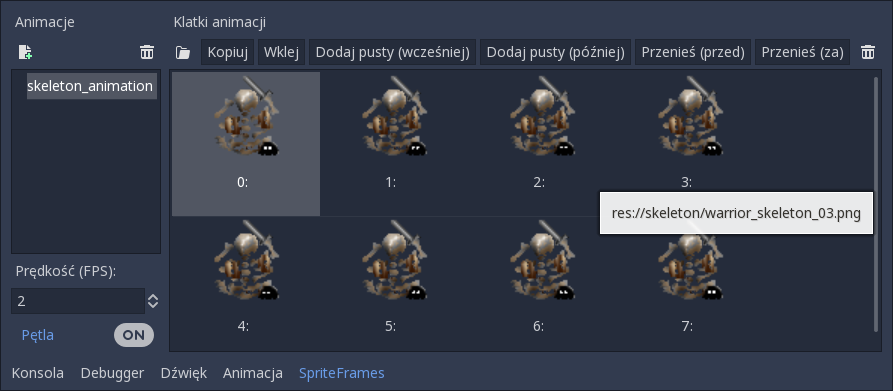 Animacje
Klatki animacji
Kopiuj Wklej Dodaj pusty (wcześniej) Dodaj pusty (później) Przenieś (przed) Przenieś (za)
skeleton_animation
0: 1: 2: 3:
res://skeleton/warrior_skeleton_03.png
Prędkość (FPS):
2
Pętla ON
4: 5: 6: 7:
Konsola Debugger Dźwięk Animacja SpriteFrames